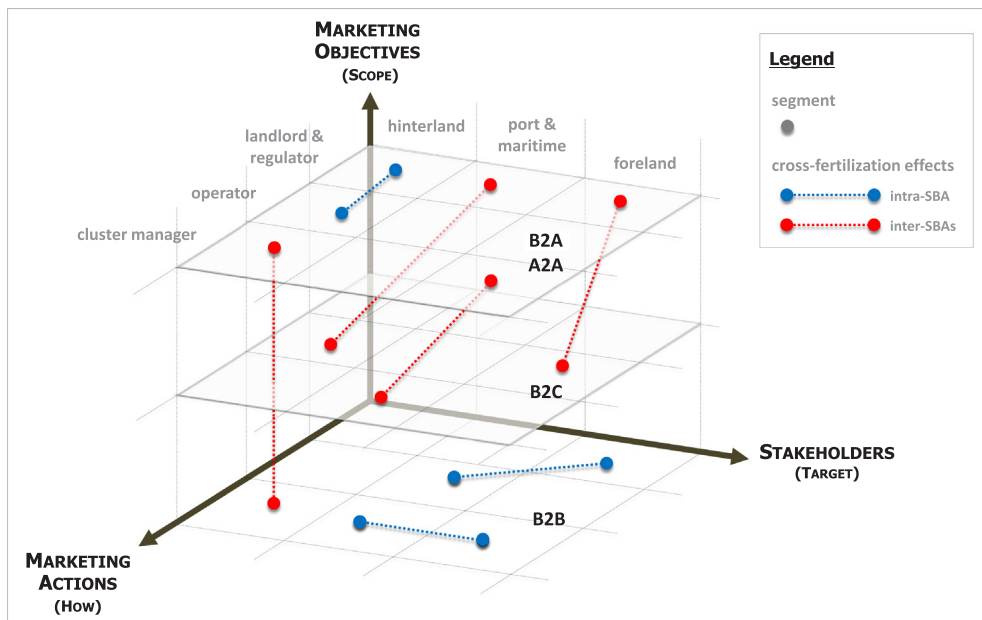 MARKETING
OBJECTIVES
(SCOPE)
Legend
segment
cross-fertilization effects
intra-SBA
inter-SBAs
landlord &
regulator
hinterland
port &
maritime
foreland
operator
cluster manager
B2A
A2A
B2C
B2B
STAKEHOLDERS
(TARGET)
MARKETING
ACTIONS
(HOW)